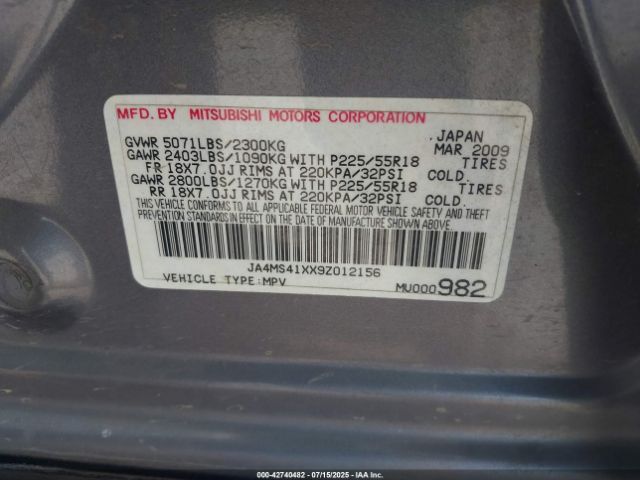 MFD.BY MITSUBISHI MOTORS CORPORATION
.JAPAN
GVWR 5071LBS/2300KG MAR 2009
GAWR 2403LBS/1090KG WITH P225/55R18 TIRES
FR 18X7.0JJ RIMS AT 220KPA/32PSI COLD.
GAWR 2800LBS/1270KG WITH P225/55R18 TIRES
RR 18X7.0JJ RIMS AT 220KPA/32PSI COLD.
THIS VEHICLE CONFORMS TO ALL APPLICABLE FEDERAL MOTOR VEHICLE SAFETY AND THEFT
PREVENTION STANDARDS IN EFFECT ON THE DATE OF MANUFACTURE SHOWN ABOVE.
JA4MS41XX9Z012156
VEHICLE TYPE:MPV MU000982
IAA-42740482 - 07/15/2025 - IAAI.COM